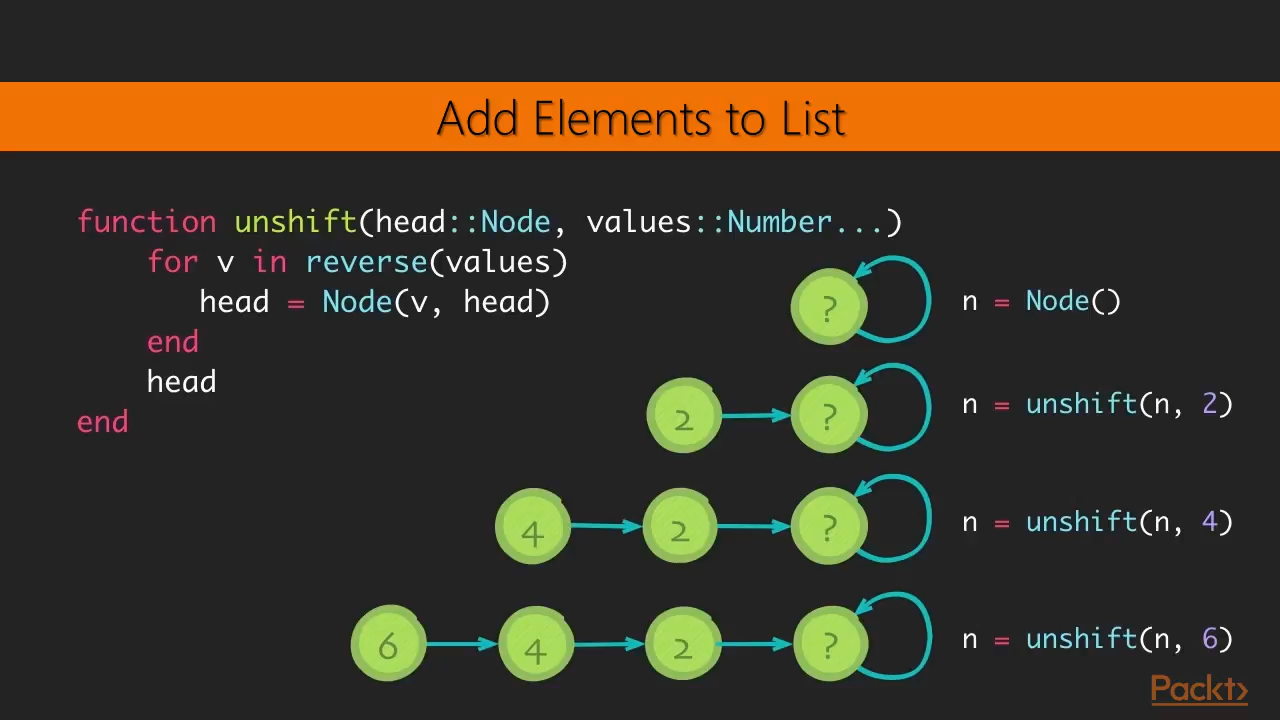 Add Elements to List
function unshift(head::Node, values::Number...)
for v in reverse(values)
head = Node(v, head)
end
head
end
? n = Node()
2 ? n = unshift(n, 2)
4 2 ? n = unshift(n, 4)
6 4 2 ? n = unshift(n, 6)
Packt>